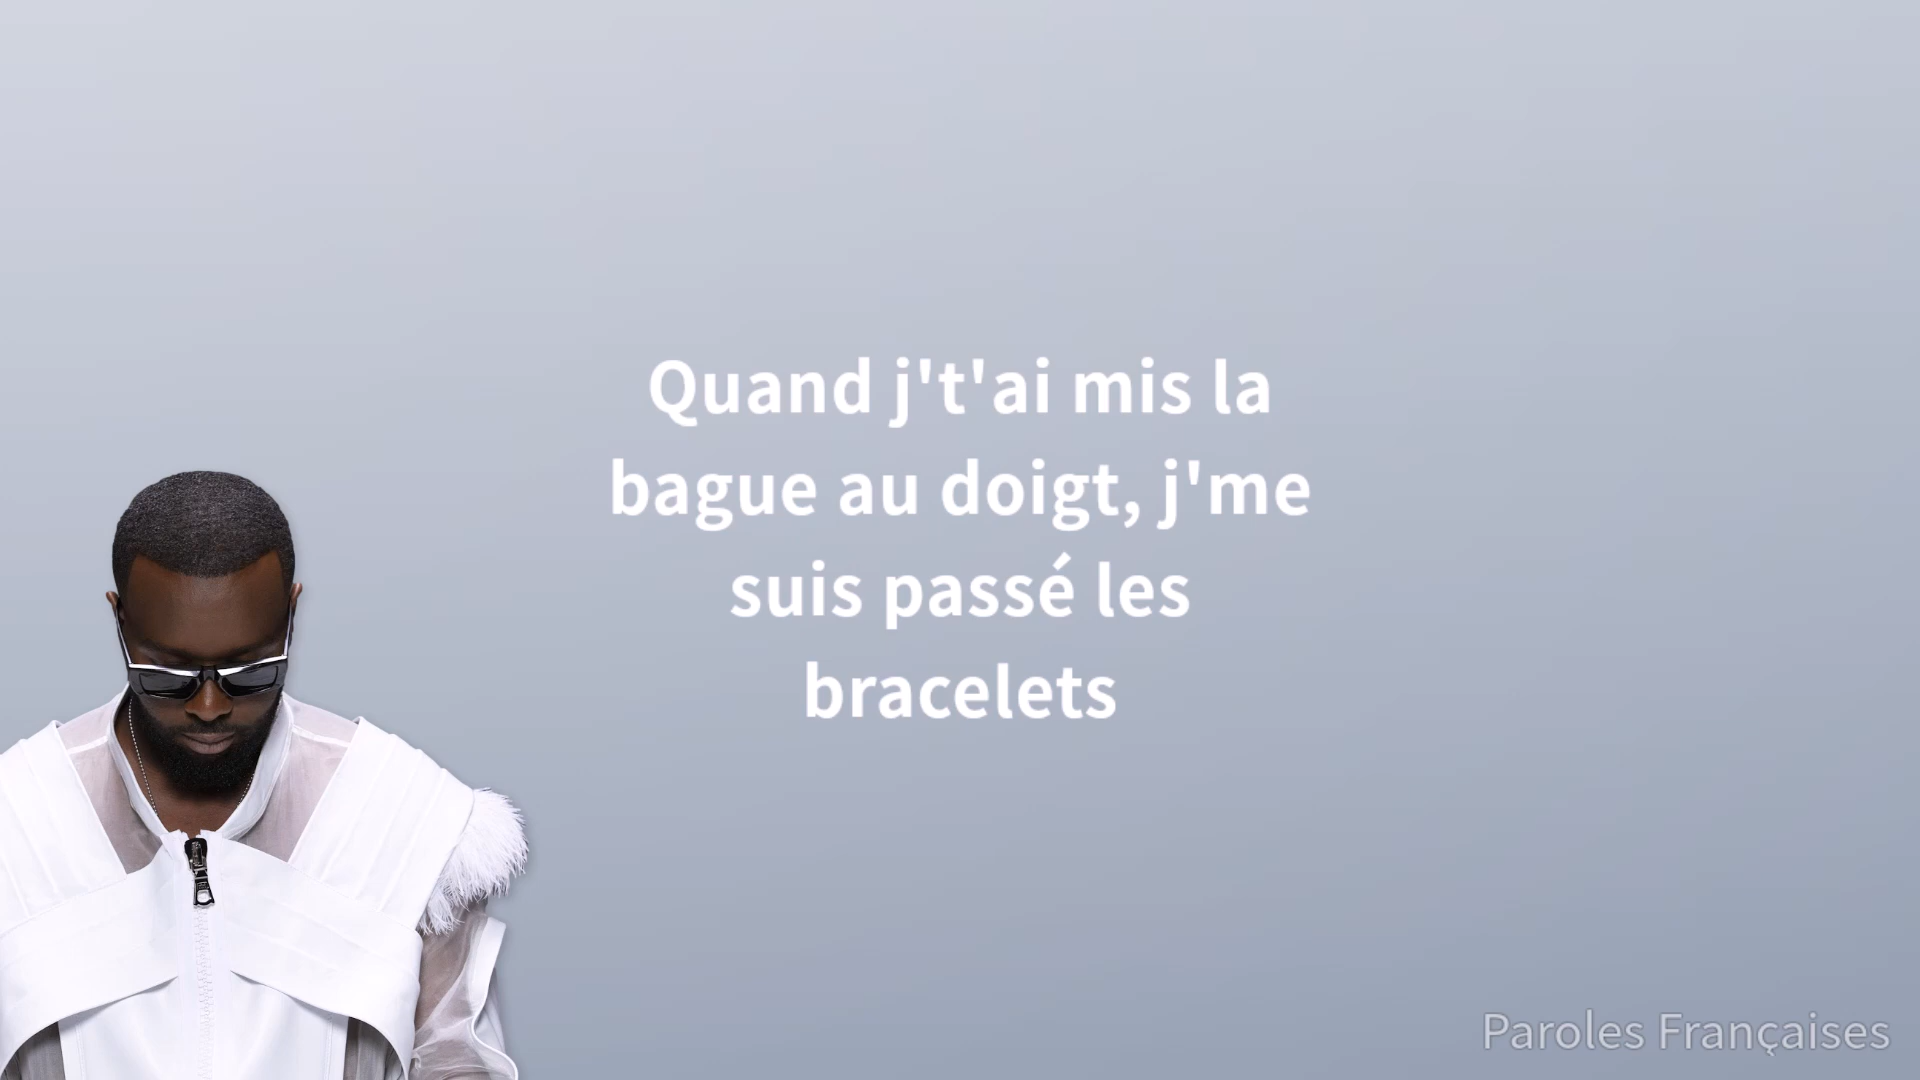 Quand j't'ai mis la
bague au doigt, j'me
suis passé les
bracelets
Paroles Françaises